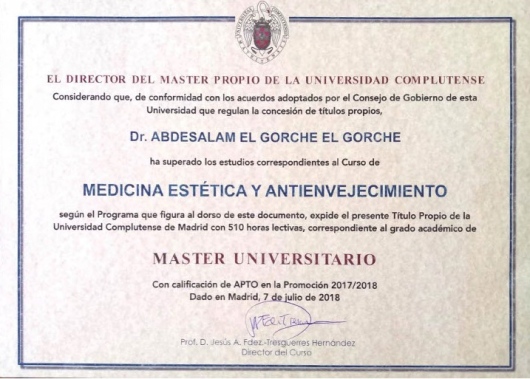 EL DIRECTOR DEL MASTER PROPIO DE LA UNIVERSIDAD COMPLUTENSE
Considerando que, de conformidad con los acuerdos adoptados por el Consejo de Gobierno de esta
Universidad que regulan la concesión de títulos propios,
Dr. ABDESALAM EL GORCHE EL GORCHE
ha superado los estudios correspondientes al Curso de
MEDICINA ESTÉTICA Y ANTIENVEJECIMIENTO
según el Programa que figura al dorso de este documento, expide el presente Título Propio de la
Universidad Complutense de Madrid con 510 horas lectivas, correspondiente al grado académico de
MASTER UNIVERSITARIO
Con calificación de APTO en la Promoción 2017/2018
Dado en Madrid, 7 de julio de 2018
Prof. D. Jesús A. Fdez-Tresguerres Hernández
Director del Curso